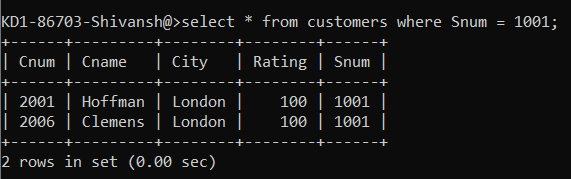 KD1-86703-Shivansh@>select * from customers where Snum = 1001;
+------+---------+--------+--------+------+
| Cnum | Cname   | City   | Rating | Snum |
+------+---------+--------+--------+------+
| 2001 | Hoffman | London |    100 | 1001 |
| 2006 | Clemens | London |    100 | 1001 |
+------+---------+--------+--------+------+
2 rows in set (0.00 sec)